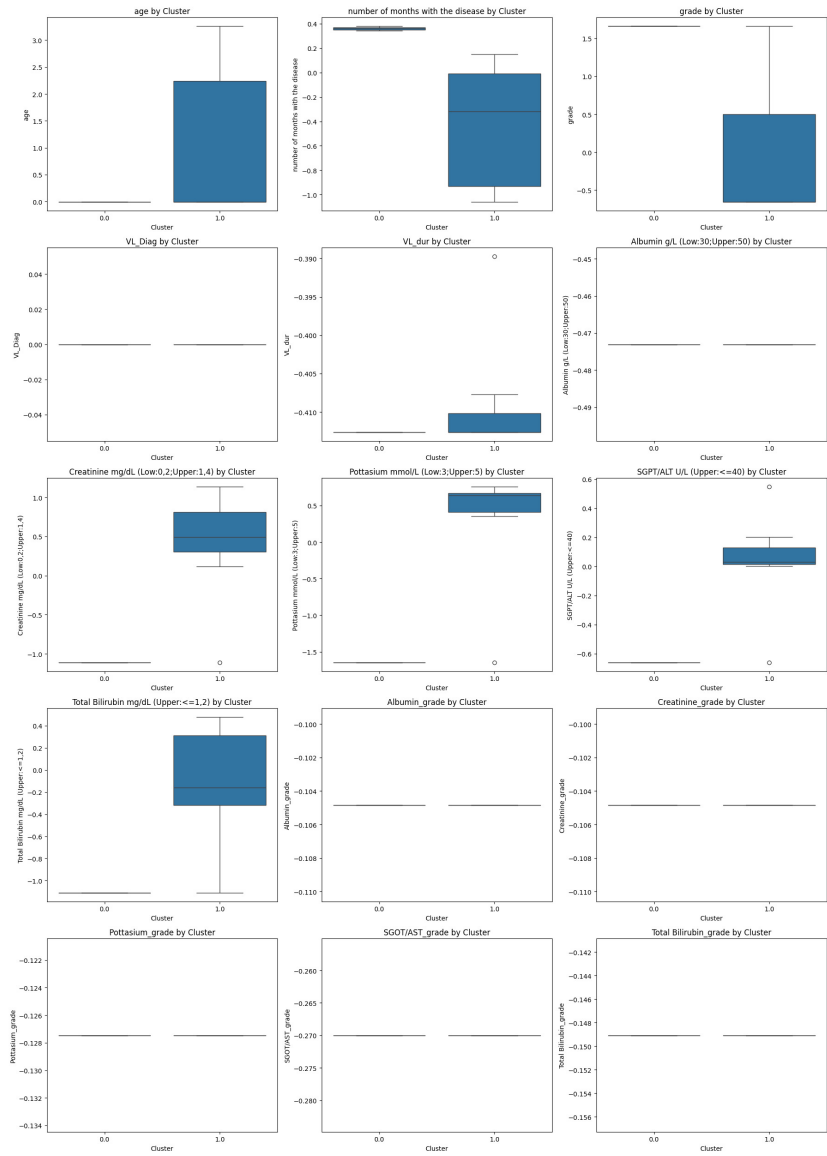 age by Cluster
number of months with the disease by Cluster
grade by Cluster
3.0
2.5
2.0
1.5
1.0
0.5
0.0
age
0.0
1.0
Cluster
0.4
0.2
0.0
−0.2
−0.4
−0.6
−0.8
−1.0
number of months with the disease
0.0
1.0
Cluster
1.5
1.0
0.5
0.0
−0.5
grade
0.0
1.0
Cluster
VL_Diag by Cluster
VL_dur by Cluster
Albumin g/L (Low:30;Upper:50) by Cluster
0.04
0.02
0.00
−0.02
−0.04
VL_Diag
0.0
1.0
Cluster
−0.390
−0.395
−0.400
−0.405
−0.410
VL_dur
0.0
1.0
Cluster
−0.45
−0.46
−0.47
−0.48
−0.49
Albumin g/L (Low:30;Upper:50)
0.0
1.0
Cluster
Creatinine mg/dL (Low:0,2;Upper:1,4) by Cluster
Pottasium mmol/L (Low:3;Upper:5) by Cluster
SGPT/ALT U/L (Upper:<=40) by Cluster
1.0
0.5
0.0
−0.5
−1.0
Creatinine mg/dL (Low:0,2;Upper:1,4)
0.0
1.0
Cluster
0.5
0.0
−0.5
−1.0
−1.5
Pottasium mmol/L (Low:3;Upper:5)
0.0
1.0
Cluster
0.6
0.4
0.2
0.0
−0.2
−0.4
−0.6
SGPT/ALT U/L (Upper:<=40)
0.0
1.0
Cluster
Total Bilirubin mg/dL (Upper:<=1,2) by Cluster
Albumin_grade by Cluster
Creatinine_grade by Cluster
0.4
0.2
0.0
−0.2
−0.4
−0.6
−0.8
−1.0
Total Bilirubin mg/dL (Upper:<=1,2)
0.0
1.0
Cluster
−0.100
−0.102
−0.104
−0.106
−0.108
−0.110
Albumin_grade
0.0
1.0
Cluster
−0.100
−0.102
−0.104
−0.106
−0.108
−0.110
Creatinine_grade
0.0
1.0
Cluster
Pottasium_grade by Cluster
SGOT/AST_grade by Cluster
Total Bilirubin_grade by Cluster
−0.122
−0.124
−0.126
−0.128
−0.130
−0.132
−0.134
Pottasium_grade
0.0
1.0
Cluster
−0.260
−0.265
−0.270
−0.275
−0.280
SGOT/AST_grade
0.0
1.0
Cluster
−0.142
−0.144
−0.146
−0.148
−0.150
−0.152
−0.154
−0.156
Total Bilirubin_grade
0.0
1.0
Cluster